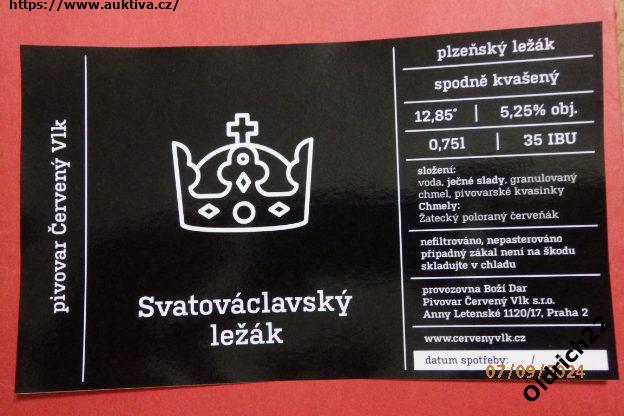 https://www.auktiva.cz/
pivovar Červený Vlk
Svatováclavský
ležák
plzeňský ležák
spodně kvašený
12,85° | 5,25% obj.
0,75l | 35 IBU
složení:
voda, ječné slady, granulovaný
chmel, pivovarské kvasinky
Chmely:
Žatecký poloraný červeňák
nefiltrováno, nepasterováno
případný zákal není na škodu
skladujte v chladu
provozovna Boží Dar
Pivovar Červený Vlk s.r.o.
Anny Letenské 1120/17, Praha 2
www.cervenyvlk.cz
datum spotřeby: /
07/09/2024
Oldrich22